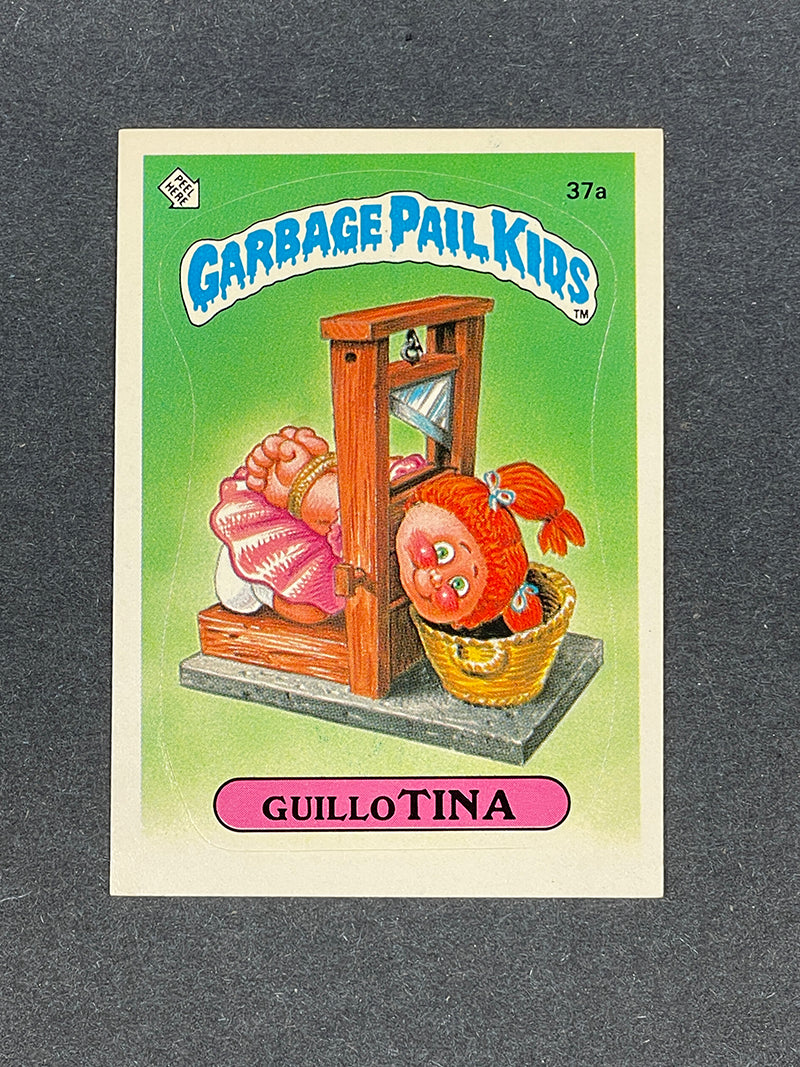 PEEL
HERE
37a
GARBAGE PAIL KIDS
TM
GUILLOTINA